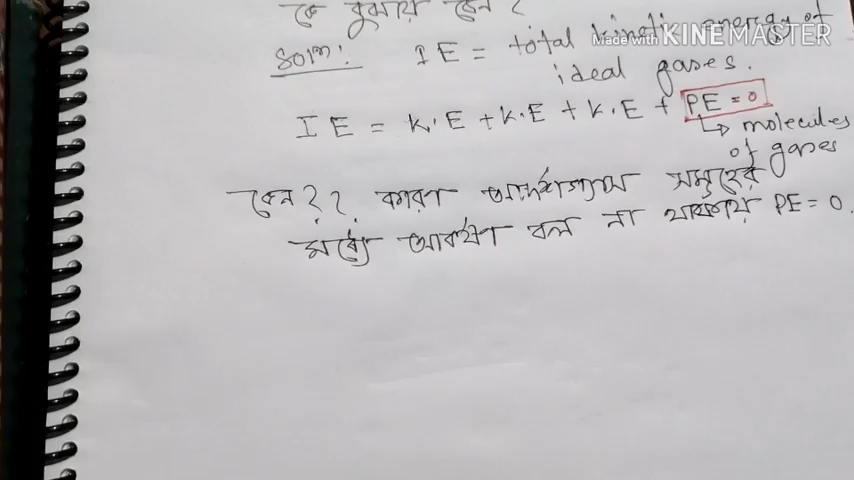 কে বুঝায় কেন ?
Soln: IE = total kinetic energy of
ideal gases.
Made with KINEMASTER
IE = K.E + K.E + K.E + PE = 0
↳ molecules
of gases
কেন ?? কারণ আদর্শগ্যাস সমূহের
মধ্যে আকর্ষণ বল না থাকায় PE = 0.